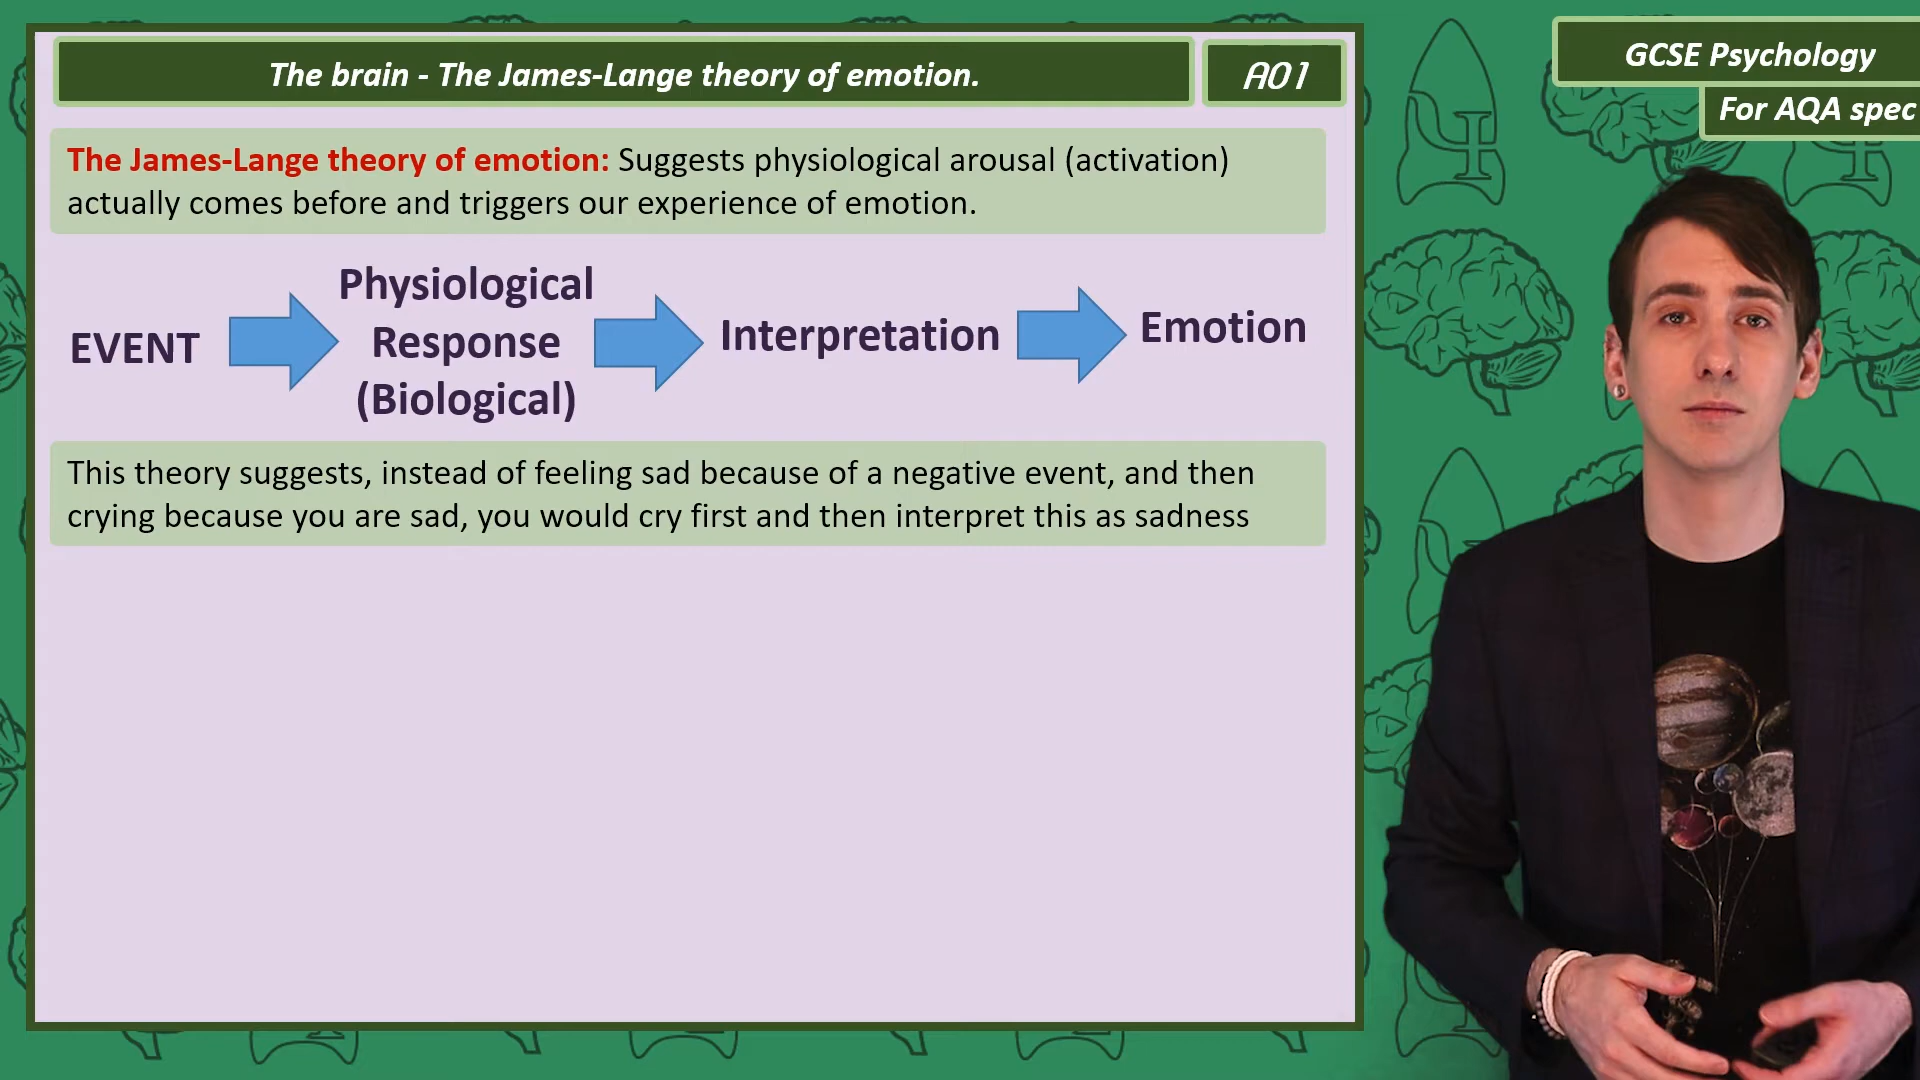 The brain - The James-Lange theory of emotion.
AO1
GCSE Psychology
For AQA spec
The James-Lange theory of emotion: Suggests physiological arousal (activation)
actually comes before and triggers our experience of emotion.
EVENT
Physiological
Response
(Biological)
Interpretation
Emotion
This theory suggests, instead of feeling sad because of a negative event, and then
crying because you are sad, you would cry first and then interpret this as sadness